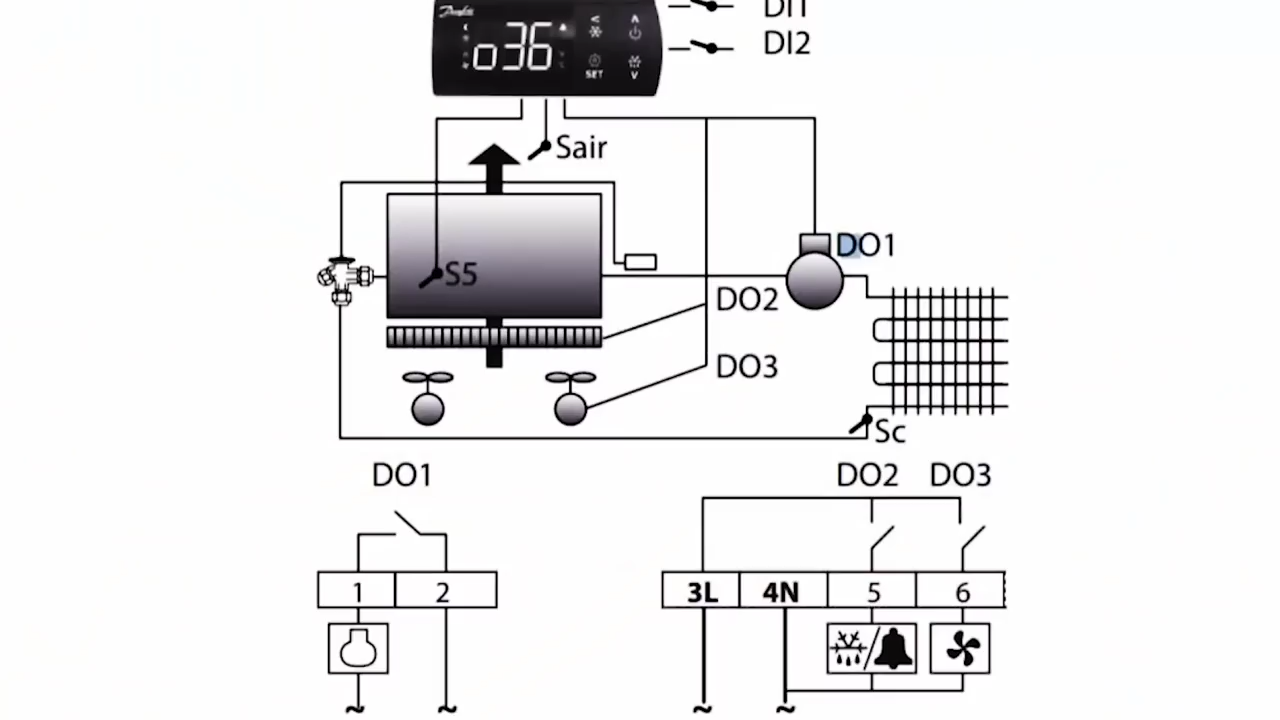 Danfoss
DI1
DI2
o36
SET
Sair
DO1
S5
DO2
DO3
Sc
DO1
DO2 DO3
1 2
3L 4N 5 6
~ ~ ~ ~